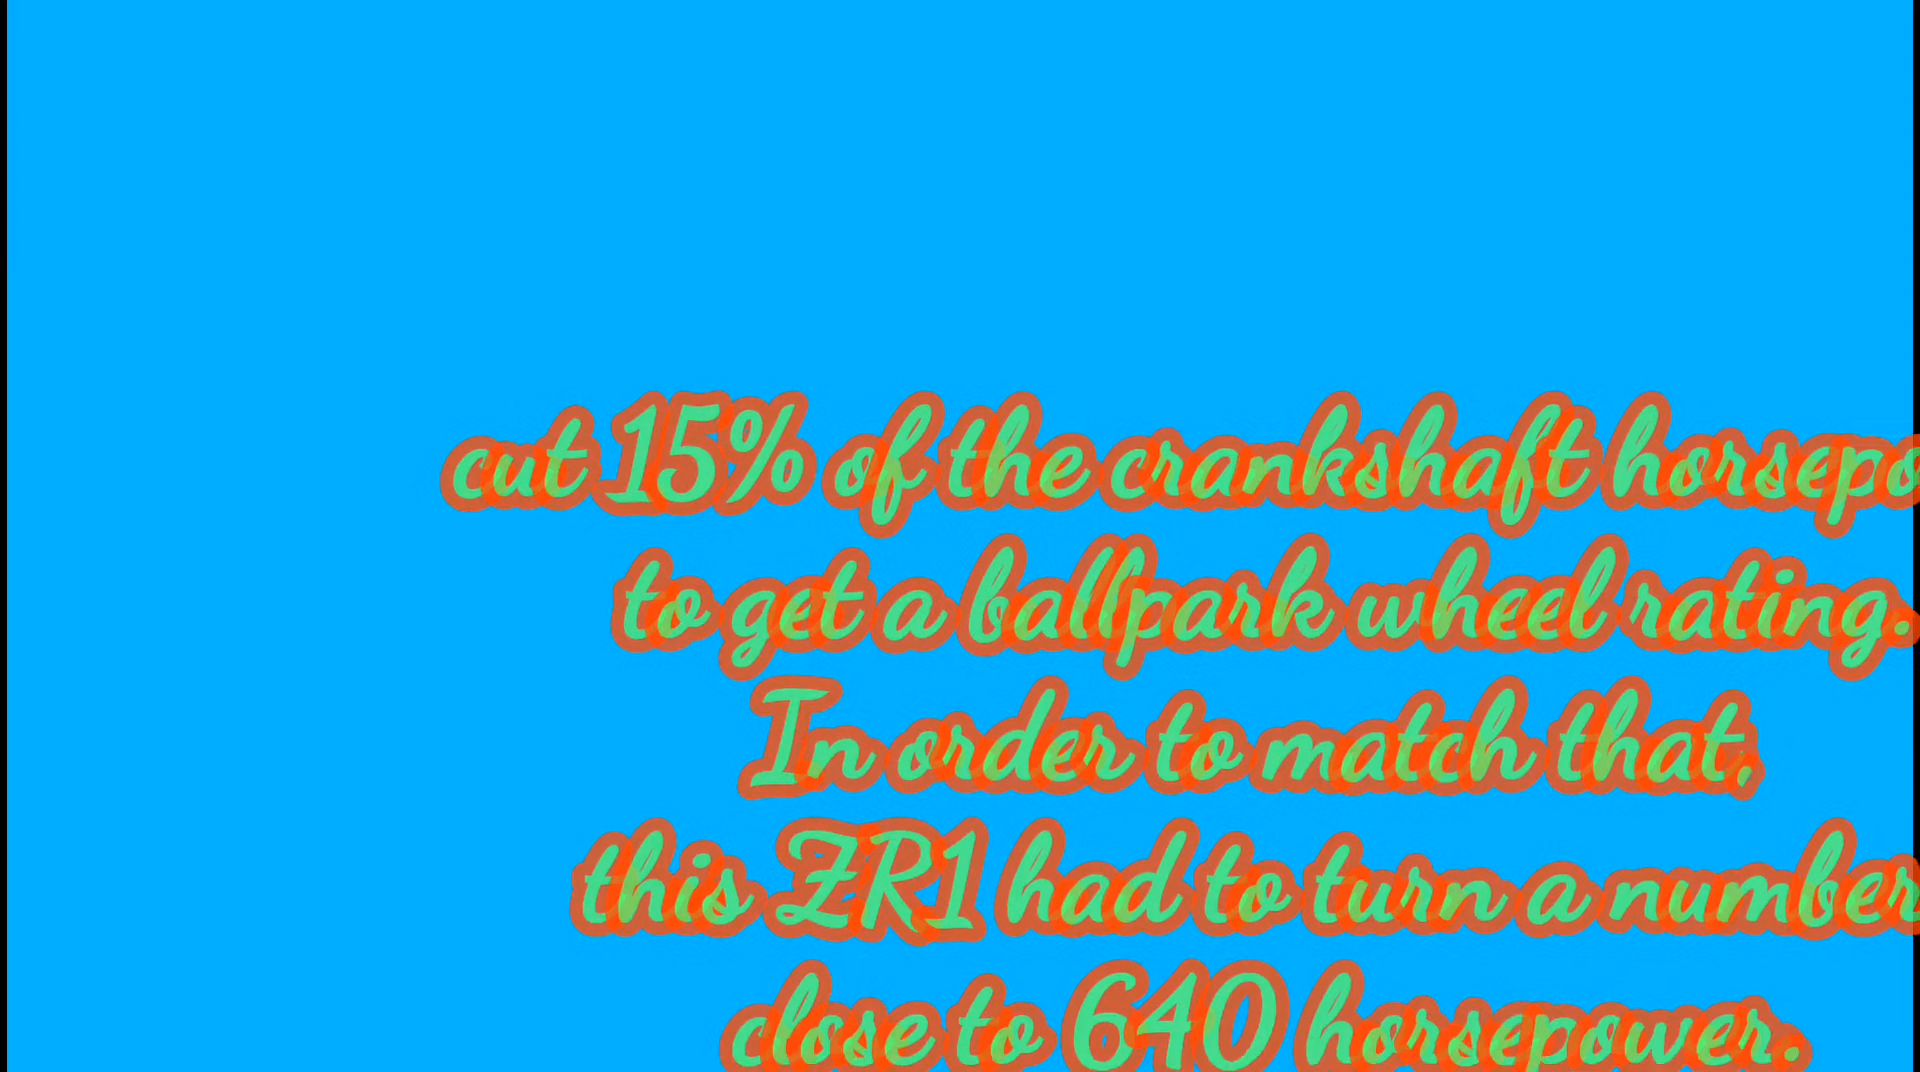 cut 15% of the crankshaft horsepo
to get a ballpark wheel rating.
In order to match that,
this ZR1 had to turn a number
close to 640 horsepower.